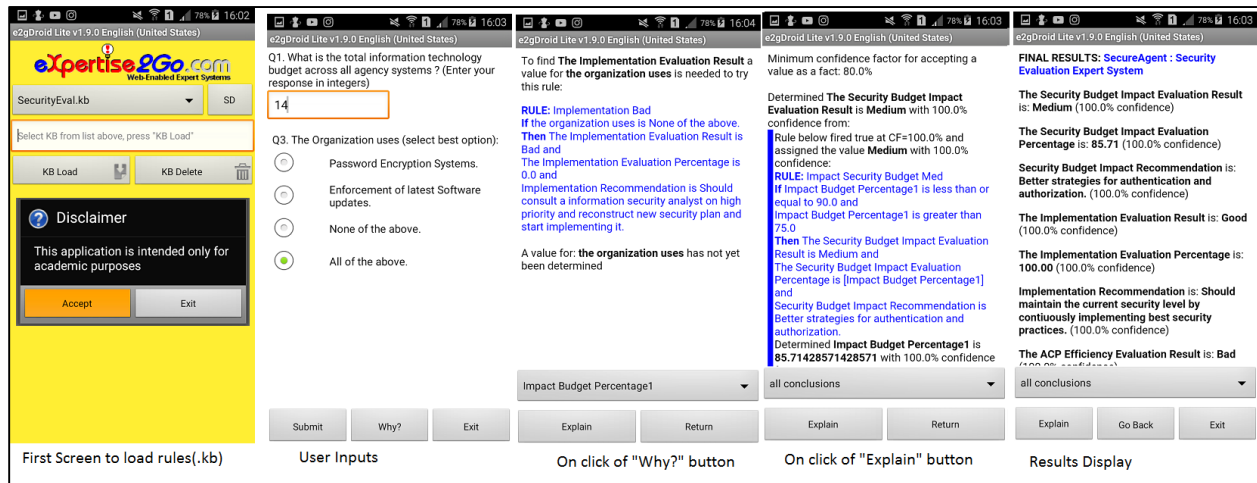 78% 16:02
eXpertise2Go.com
Web-Enabled Expert Systems
SecurityEval.kb
SD
Select KB from list above, press "KB Load"
KB Load
KB Delete
Disclaimer
This application is intended only for
academic purposes
Accept
Exit
First Screen to load rules(.kb)
78% 16:03
e2gDroid Lite v1.9.0 English (United States)
Q1. What is the total information technology
budget across all agency systems ? (Enter your
response in integers)
14
Q3. The Organization uses (select best option):
Password Encryption Systems.
Enforcement of latest Software
updates.
None of the above.
All of the above.
Submit
Why?
Exit
User Inputs
78% 16:04
e2gDroid Lite v1.9.0 English (United States)
To find The Implementation Evaluation Result a
value for the organization uses is needed to try
this rule:
RULE: Implementation Bad
If the organization uses is None of the above.
Then The Implementation Evaluation Result is
Bad and
The Implementation Evaluation Percentage is
0.0 and
Implementation Recommendation is Should
consult a information security analyst on high
priority and reconstruct new security plan and
start implementing it.
A value for: the organization uses has not yet
been determined
Impact Budget Percentage1
Explain
Return
On click of "Why?" button
78% 16:03
e2gDroid Lite v1.9.0 English (United States)
Minimum confidence factor for accepting a
value as a fact: 80.0%
Determined The Security Budget Impact
Evaluation Result is Medium with 100.0%
confidence from:
Rule below fired true at CF=100.0% and
assigned the value Medium with 100.0%
confidence:
RULE: Impact Security Budget Med
If Impact Budget Percentage1 is less than or
equal to 90.0 and
Impact Budget Percentage1 is greater than
75.0
Then The Security Budget Impact Evaluation
Result is Medium and
The Security Budget Impact Evaluation
Percentage is [Impact Budget Percentage1]
and
Security Budget Impact Recommendation is
Better strategies for authentication and
authorization.
Determined Impact Budget Percentage1 is
85.71428571428571 with 100.0% confidence
all conclusions
Explain
Return
On click of "Explain" button
78% 16:03
e2gDroid Lite v1.9.0 English (United States)
FINAL RESULTS: SecureAgent : Security
Evaluation Expert System
The Security Budget Impact Evaluation Result
is: Medium (100.0% confidence)
The Security Budget Impact Evaluation
Percentage is: 85.71 (100.0% confidence)
Security Budget Impact Recommendation is:
Better strategies for authentication and
authorization. (100.0% confidence)
The Implementation Evaluation Result is: Good
(100.0% confidence)
The Implementation Evaluation Percentage is:
100.00 (100.0% confidence)
Implementation Recommendation is: Should
maintain the current security level by
contiuously implementing best security
practices. (100.0% confidence)
The ACP Efficiency Evaluation Result is: Bad
all conclusions
Explain
Go Back
Exit
Results Display